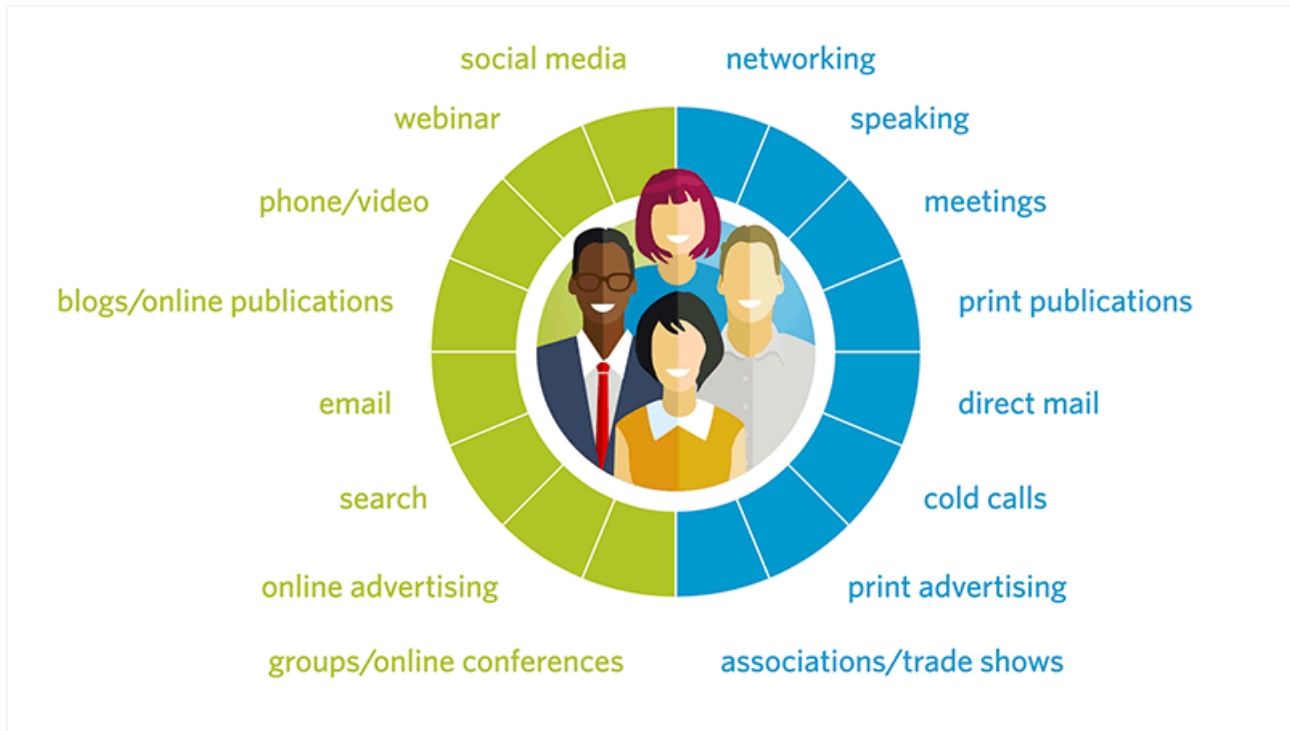 social media
networking
webinar
speaking
phone/video
meetings
blogs/online publications
print publications
email
direct mail
search
cold calls
online advertising
print advertising
groups/online conferences
associations/trade shows